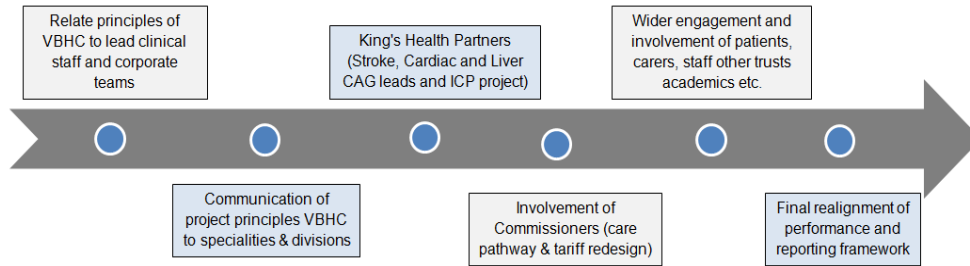 Relate principles of
VBHC to lead clinical
staff and corporate
teams
Communication of
project principles VBHC
to specialities & divisions
King's Health Partners
(Stroke, Cardiac and Liver
CAG leads and ICP project)
Involvement of
Commissioners (care
pathway & tariff redesign)
Wider engagement and
involvement of patients,
carers, staff other trusts
academics etc.
Final realignment of
performance and
reporting framework